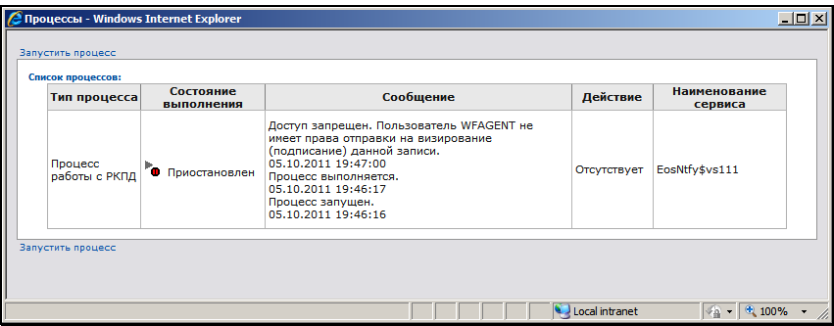 Процессы - Windows Internet Explorer
Запустить процесс
Список процессов:
Тип процесса
Состояние
выполнения
Сообщение
Действие
Наименование
сервиса
Процесс
работы с РКПД
Приостановлен
Доступ запрещен. Пользователь WFAGENT не
имеет права отправки на визирование
(подписание) данной записи.
05.10.2011 19:47:00
Процесс выполняется.
05.10.2011 19:46:17
Процесс запущен.
05.10.2011 19:46:16
Отсутствует
EosNtfy$vs111
Запустить процесс
Local intranet
100%